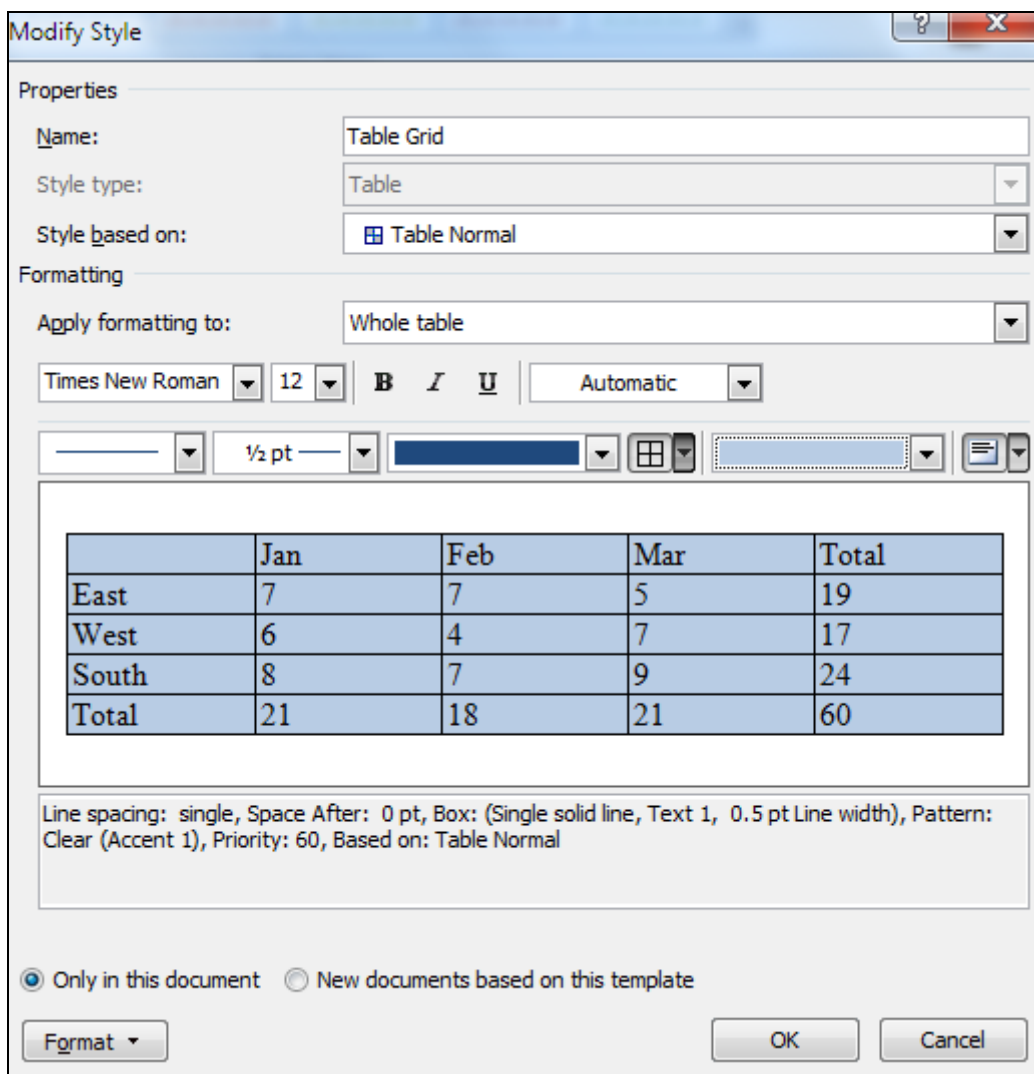 Modify Style
?
X
Properties
Name: Table Grid
Style type: Table
Style based on: Table Normal
Formatting
Apply formatting to: Whole table
Times New Roman 12 B I U Automatic
½ pt
Jan Feb Mar Total
East 7 7 5 19
West 6 4 7 17
South 8 7 9 24
Total 21 18 21 60
Line spacing: single, Space After: 0 pt, Box: (Single solid line, Text 1, 0.5 pt Line width), Pattern:
Clear (Accent 1), Priority: 60, Based on: Table Normal
Only in this document New documents based on this template
Format OK Cancel